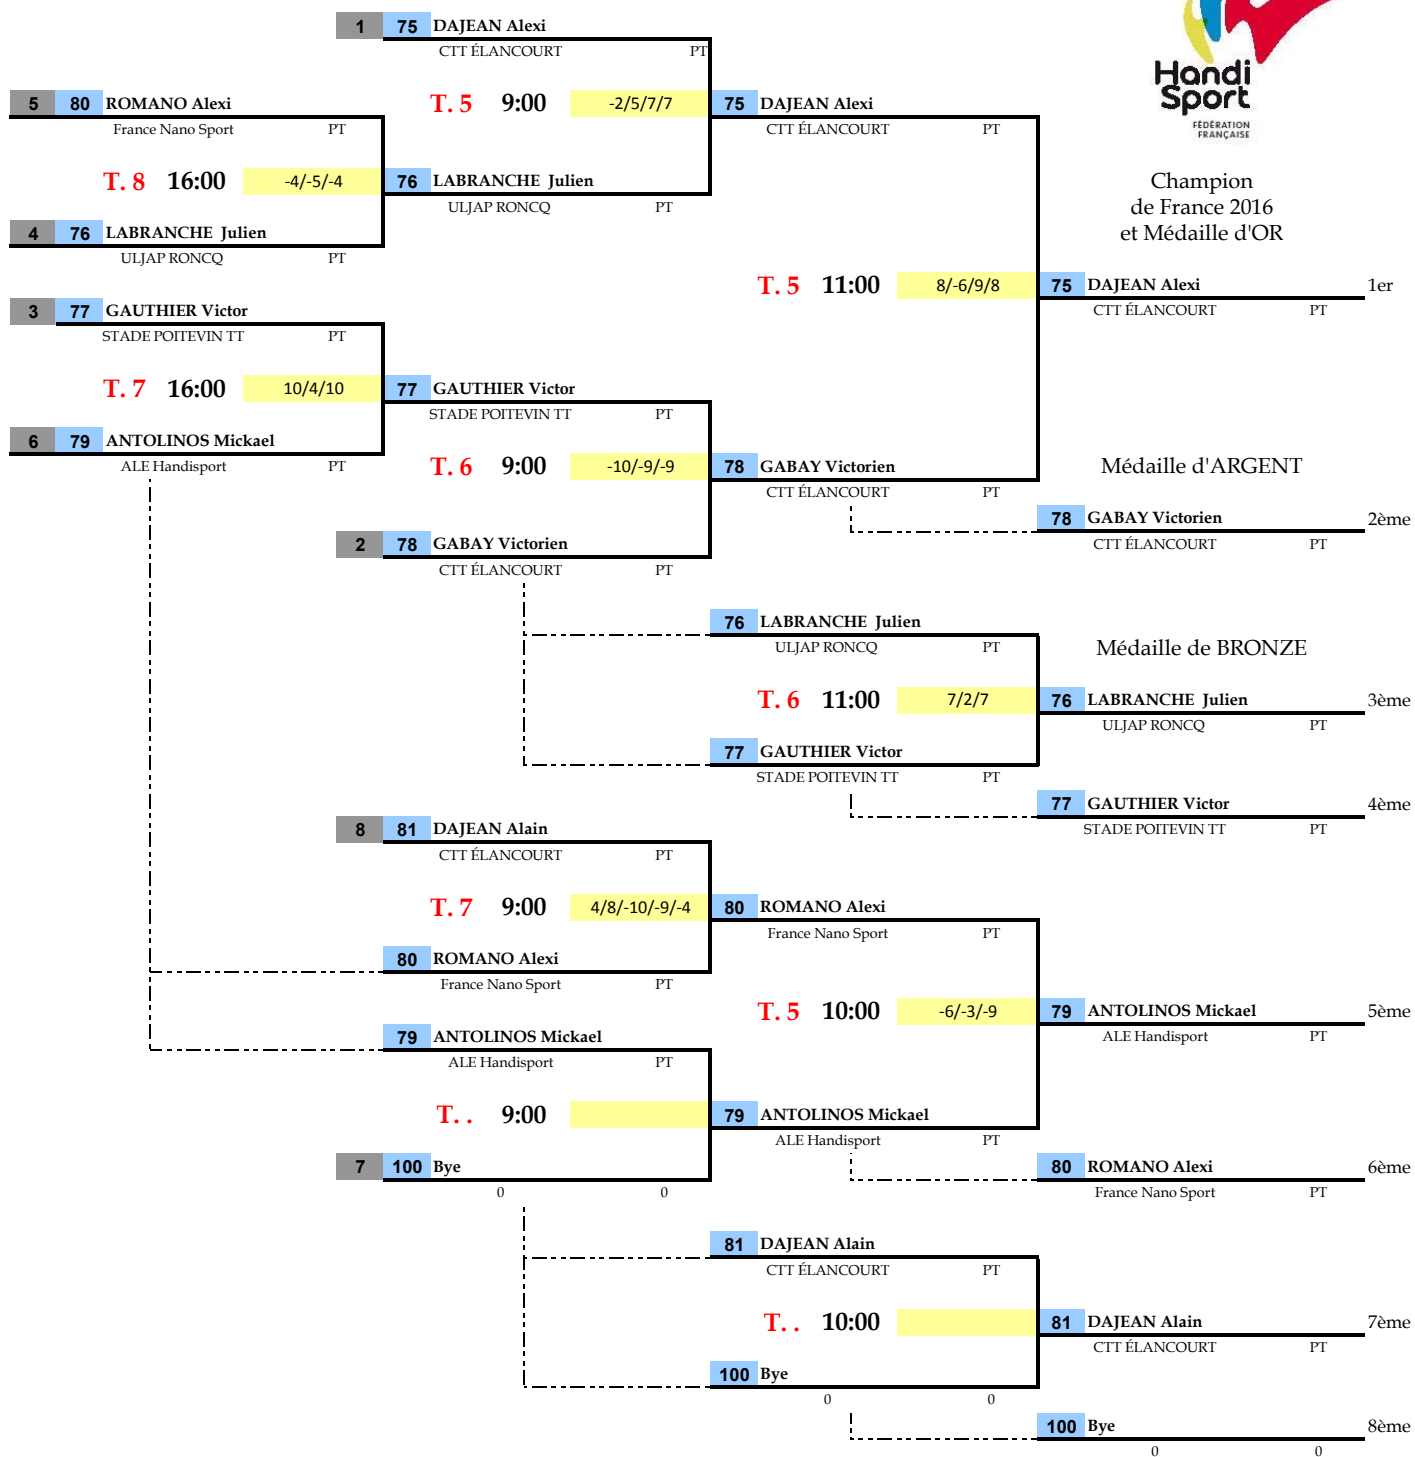 1 75 DAJEAN Alexi
CTT ÉLANCOURT PT
Handi
Sport
FÉDÉRATION
FRANÇAISE
5 80 ROMANO Alexi
France Nano Sport PT
T. 5 9:00 -2/5/7/7
75 DAJEAN Alexi
CTT ÉLANCOURT PT
T. 8 16:00 -4/-5/-4
76 LABRANCHE Julien
ULJAP RONCQ PT
Champion
de France 2016
et Médaille d'OR
4 76 LABRANCHE Julien
ULJAP RONCQ PT
T. 5 11:00 8/-6/9/8
75 DAJEAN Alexi 1er
CTT ÉLANCOURT PT
3 77 GAUTHIER Victor
STADE POITEVIN TT PT
T. 7 16:00 10/4/10
77 GAUTHIER Victor
STADE POITEVIN TT PT
6 79 ANTOLINOS Mickael
ALE Handisport PT
T. 6 9:00 -10/-9/-9
78 GABAY Victorien
CTT ÉLANCOURT PT
Médaille d'ARGENT
78 GABAY Victorien 2ème
CTT ÉLANCOURT PT
2 78 GABAY Victorien
CTT ÉLANCOURT PT
76 LABRANCHE Julien
ULJAP RONCQ PT
Médaille de BRONZE
T. 6 11:00 7/2/7
76 LABRANCHE Julien 3ème
ULJAP RONCQ PT
77 GAUTHIER Victor
STADE POITEVIN TT PT
77 GAUTHIER Victor 4ème
STADE POITEVIN TT PT
8 81 DAJEAN Alain
CTT ÉLANCOURT PT
T. 7 9:00 4/8/-10/-9/-4
80 ROMANO Alexi
France Nano Sport PT
80 ROMANO Alexi
France Nano Sport PT
T. 5 10:00 -6/-3/-9
79 ANTOLINOS Mickael 5ème
ALE Handisport PT
79 ANTOLINOS Mickael
ALE Handisport PT
T. . 9:00
79 ANTOLINOS Mickael
ALE Handisport PT
7 100 Bye
0 0
80 ROMANO Alexi 6ème
France Nano Sport PT
81 DAJEAN Alain
CTT ÉLANCOURT PT
T. . 10:00
81 DAJEAN Alain 7ème
CTT ÉLANCOURT PT
100 Bye
0 0
100 Bye 8ème
0 0